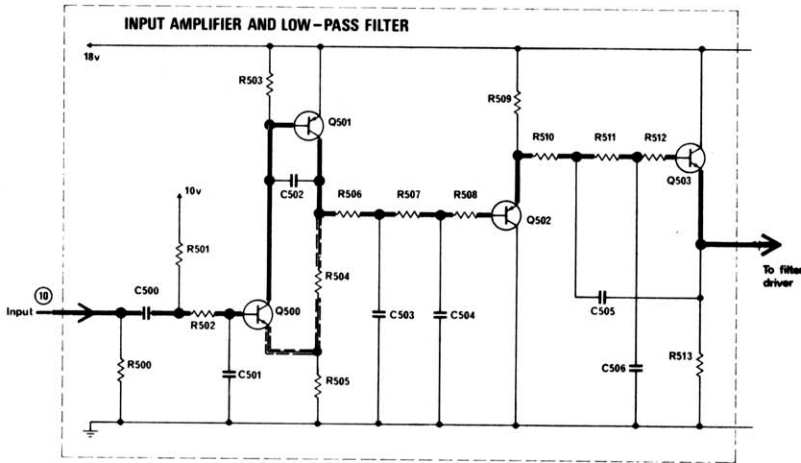 INPUT AMPLIFIER AND LOW-PASS FILTER
18v
R503
R509
Q501
R510
R511
R512
Q503
C502
10v
R506
R507
R508
Q502
R501
R504
To filter
driver
10
C500
Input
R502
Q500
C503
C504
C505
R500
C501
R505
C506
R513